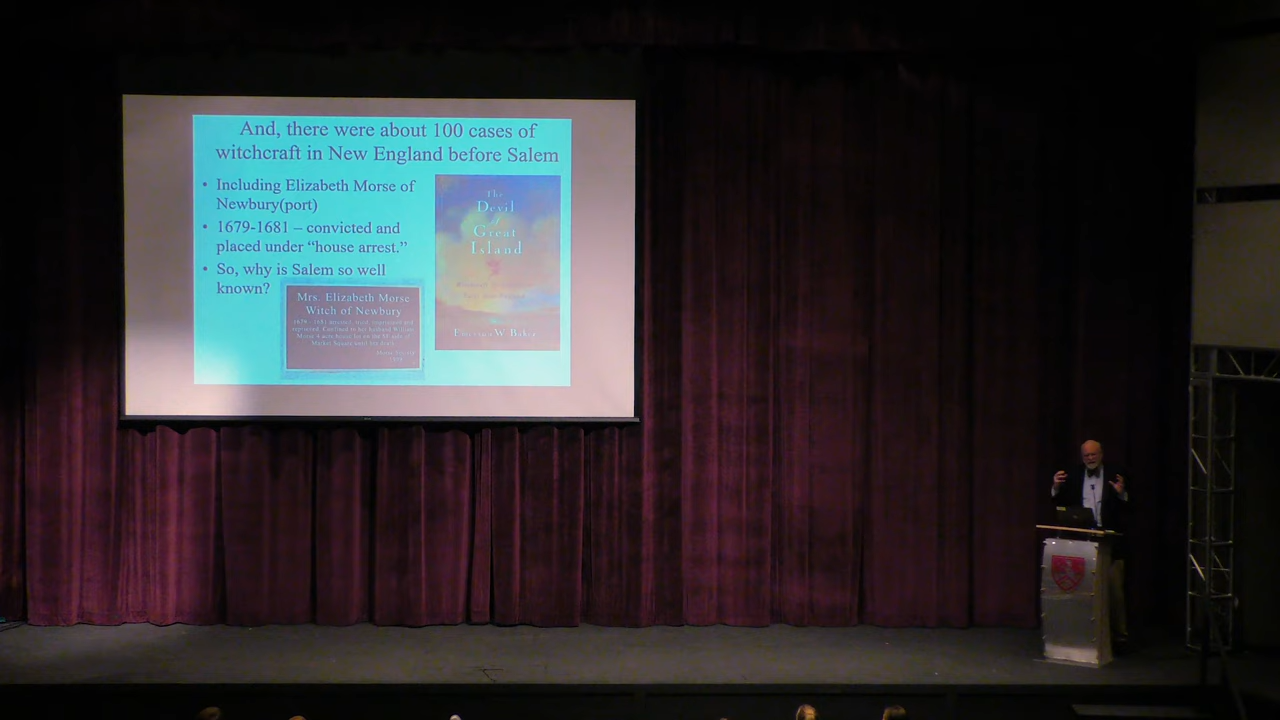 And, there were about 100 cases of
witchcraft in New England before Salem
• Including Elizabeth Morse of
Newbury(port)
• 1679-1681 – convicted and
placed under “house arrest.”
• So, why is Salem so well
known?
The
Devil
of
Great
Island
Emerson W. Baker
Mrs. Elizabeth Morse
Witch of Newbury